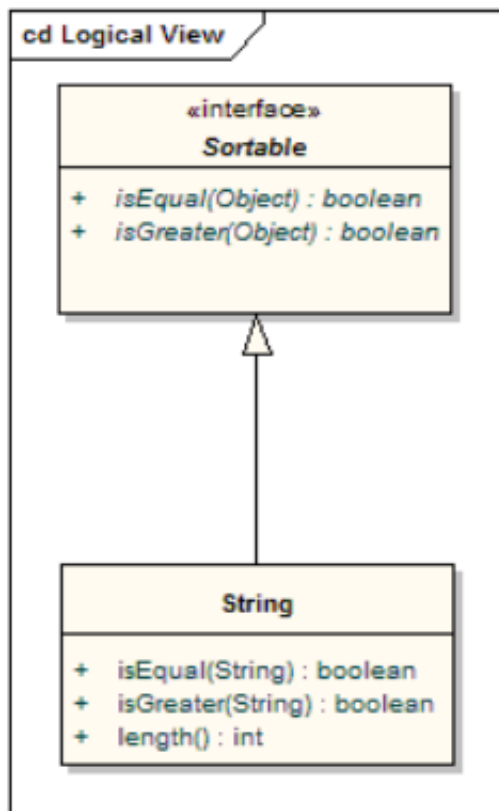 cd Logical View
«interface»
Sortable
+ isEqual(Object) : boolean
+ isGreater(Object) : boolean
String
+ isEqual(String) : boolean
+ isGreater(String) : boolean
+ length() : int